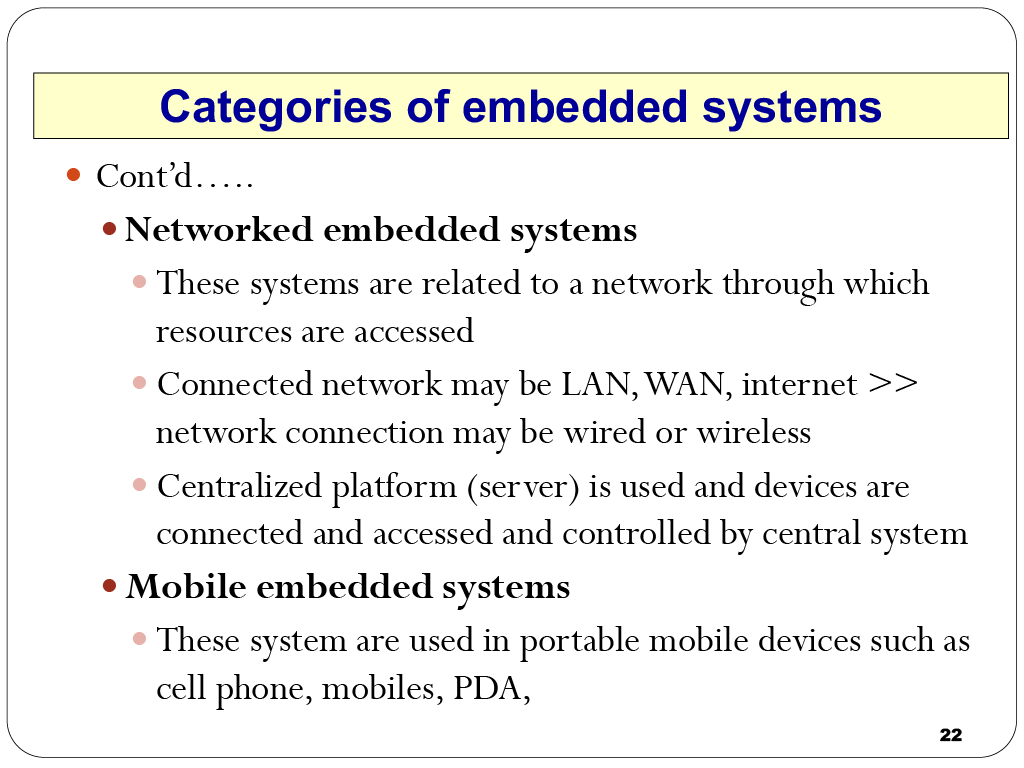 Categories of embedded systems
Cont’d…..
Networked embedded systems
These systems are related to a network through which
resources are accessed
Connected network may be LAN, WAN, internet >>
network connection may be wired or wireless
Centralized platform (server) is used and devices are
connected and accessed and controlled by central system
Mobile embedded systems
These system are used in portable mobile devices such as
cell phone, mobiles, PDA,
22